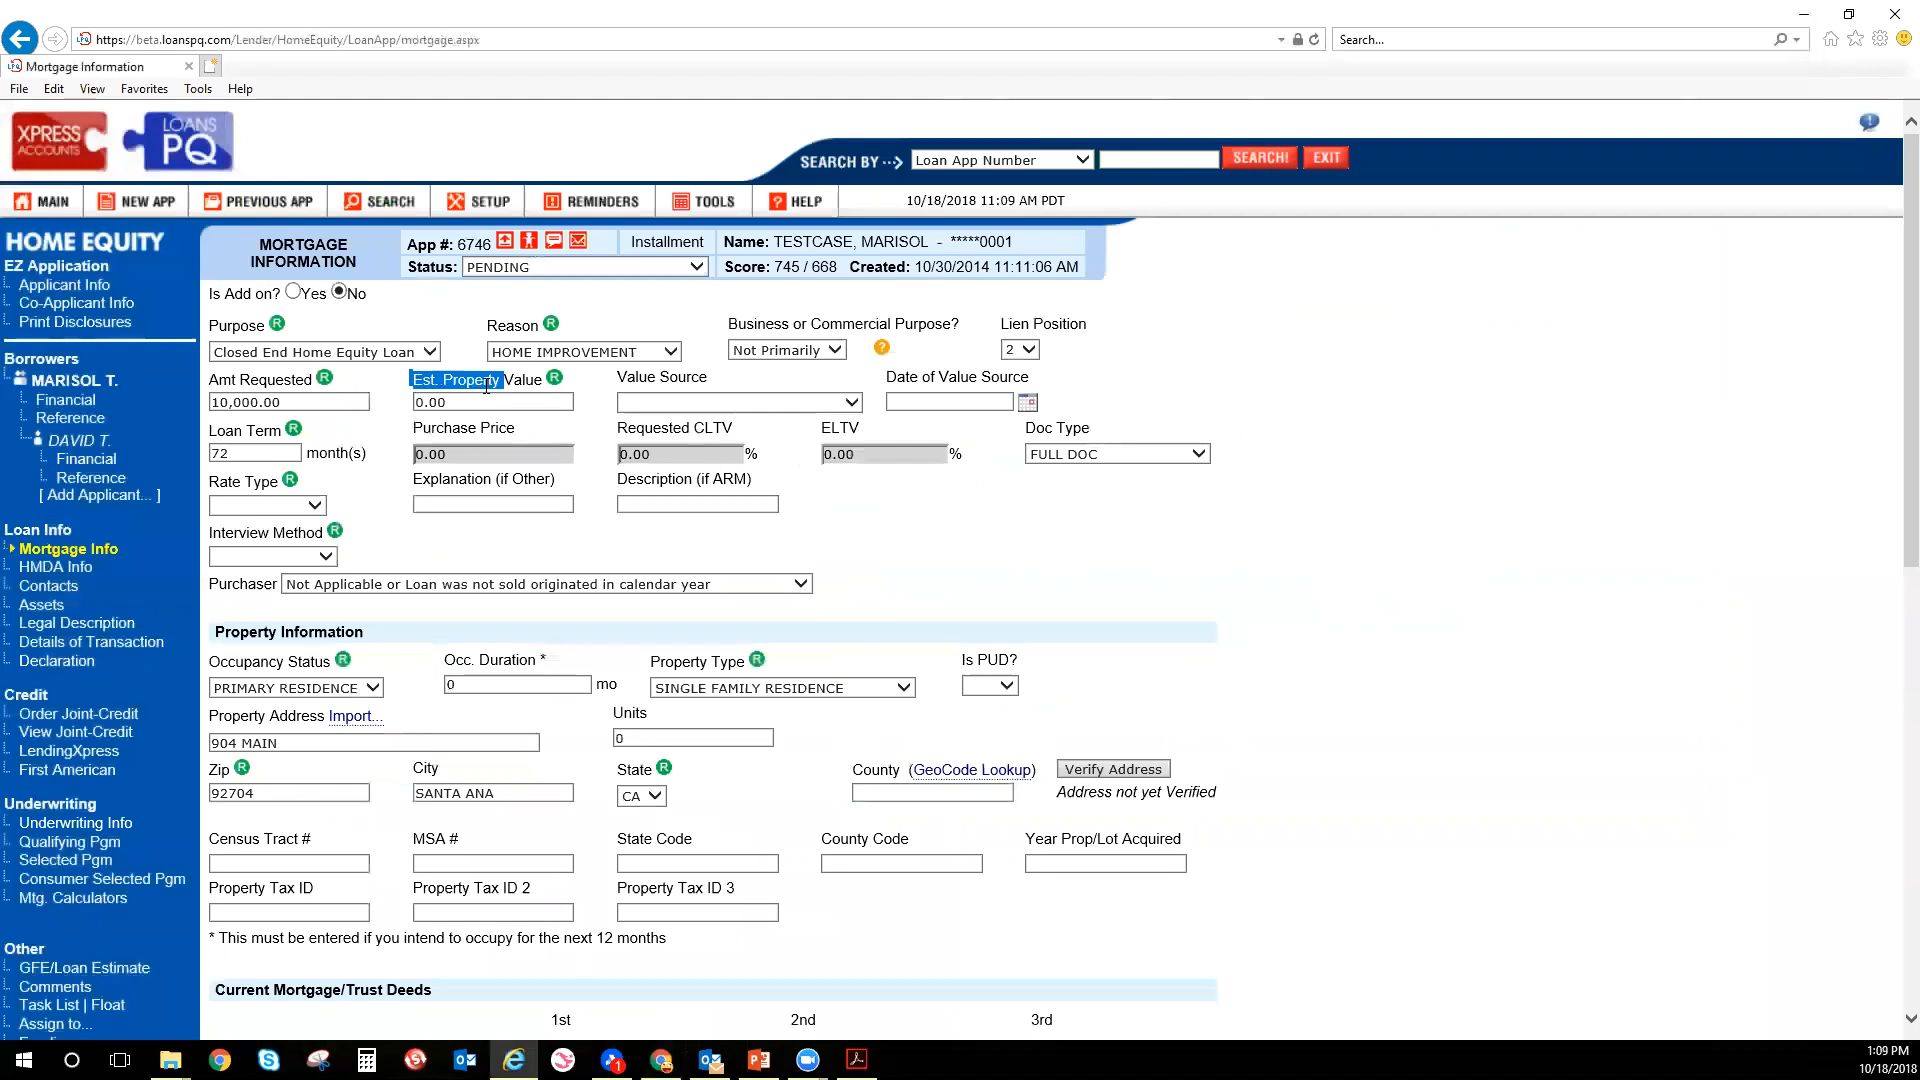 https://beta.loanspq.com/Lender/HomeEquity/LoanApp/mortgage.aspx
Search...
Mortgage Information
File Edit View Favorites Tools Help
XPRESS ACCOUNTS
LOANS PQ
SEARCH BY --> Loan App Number SEARCH! EXIT
MAIN NEW APP PREVIOUS APP SEARCH SETUP REMINDERS TOOLS HELP 10/18/2018 11:09 AM PDT
HOME EQUITY
EZ Application
Applicant Info
Co-Applicant Info
Print Disclosures
Borrowers
MARISOL T.
Financial
Reference
DAVID T.
Financial
Reference
[ Add Applicant... ]
Loan Info
Mortgage Info
HMDA Info
Contacts
Assets
Legal Description
Details of Transaction
Declaration
Credit
Order Joint-Credit
View Joint-Credit
LendingXpress
First American
Underwriting
Underwriting Info
Qualifying Pgm
Selected Pgm
Consumer Selected Pgm
Mtg. Calculators
Other
GFE/Loan Estimate
Comments
Task List | Float
Assign to...
MORTGAGE INFORMATION
App #: 6746 Installment Name: TESTCASE, MARISOL - *****0001
Status: PENDING Score: 745 / 668 Created: 10/30/2014 11:11:06 AM
Is Add on? Yes No
Purpose R Reason R Business or Commercial Purpose? Lien Position
Closed End Home Equity Loan HOME IMPROVEMENT Not Primarily ? 2
Amt Requested R Est. Property Value R Value Source Date of Value Source
10,000.00 0.00
Loan Term R Purchase Price Requested CLTV ELTV Doc Type
72 month(s) 0.00 0.00 % 0.00 % FULL DOC
Rate Type R Explanation (if Other) Description (if ARM)
Interview Method R
Purchaser Not Applicable or Loan was not sold originated in calendar year
Property Information
Occupancy Status R Occ. Duration * Property Type R Is PUD?
PRIMARY RESIDENCE 0 mo SINGLE FAMILY RESIDENCE
Property Address Import... Units
904 MAIN 0
Zip R City State R County (GeoCode Lookup) Verify Address
92704 SANTA ANA CA Address not yet Verified
Census Tract # MSA # State Code County Code Year Prop/Lot Acquired
Property Tax ID Property Tax ID 2 Property Tax ID 3
* This must be entered if you intend to occupy for the next 12 months
Current Mortgage/Trust Deeds
1st 2nd 3rd
1:09 PM
10/18/2018